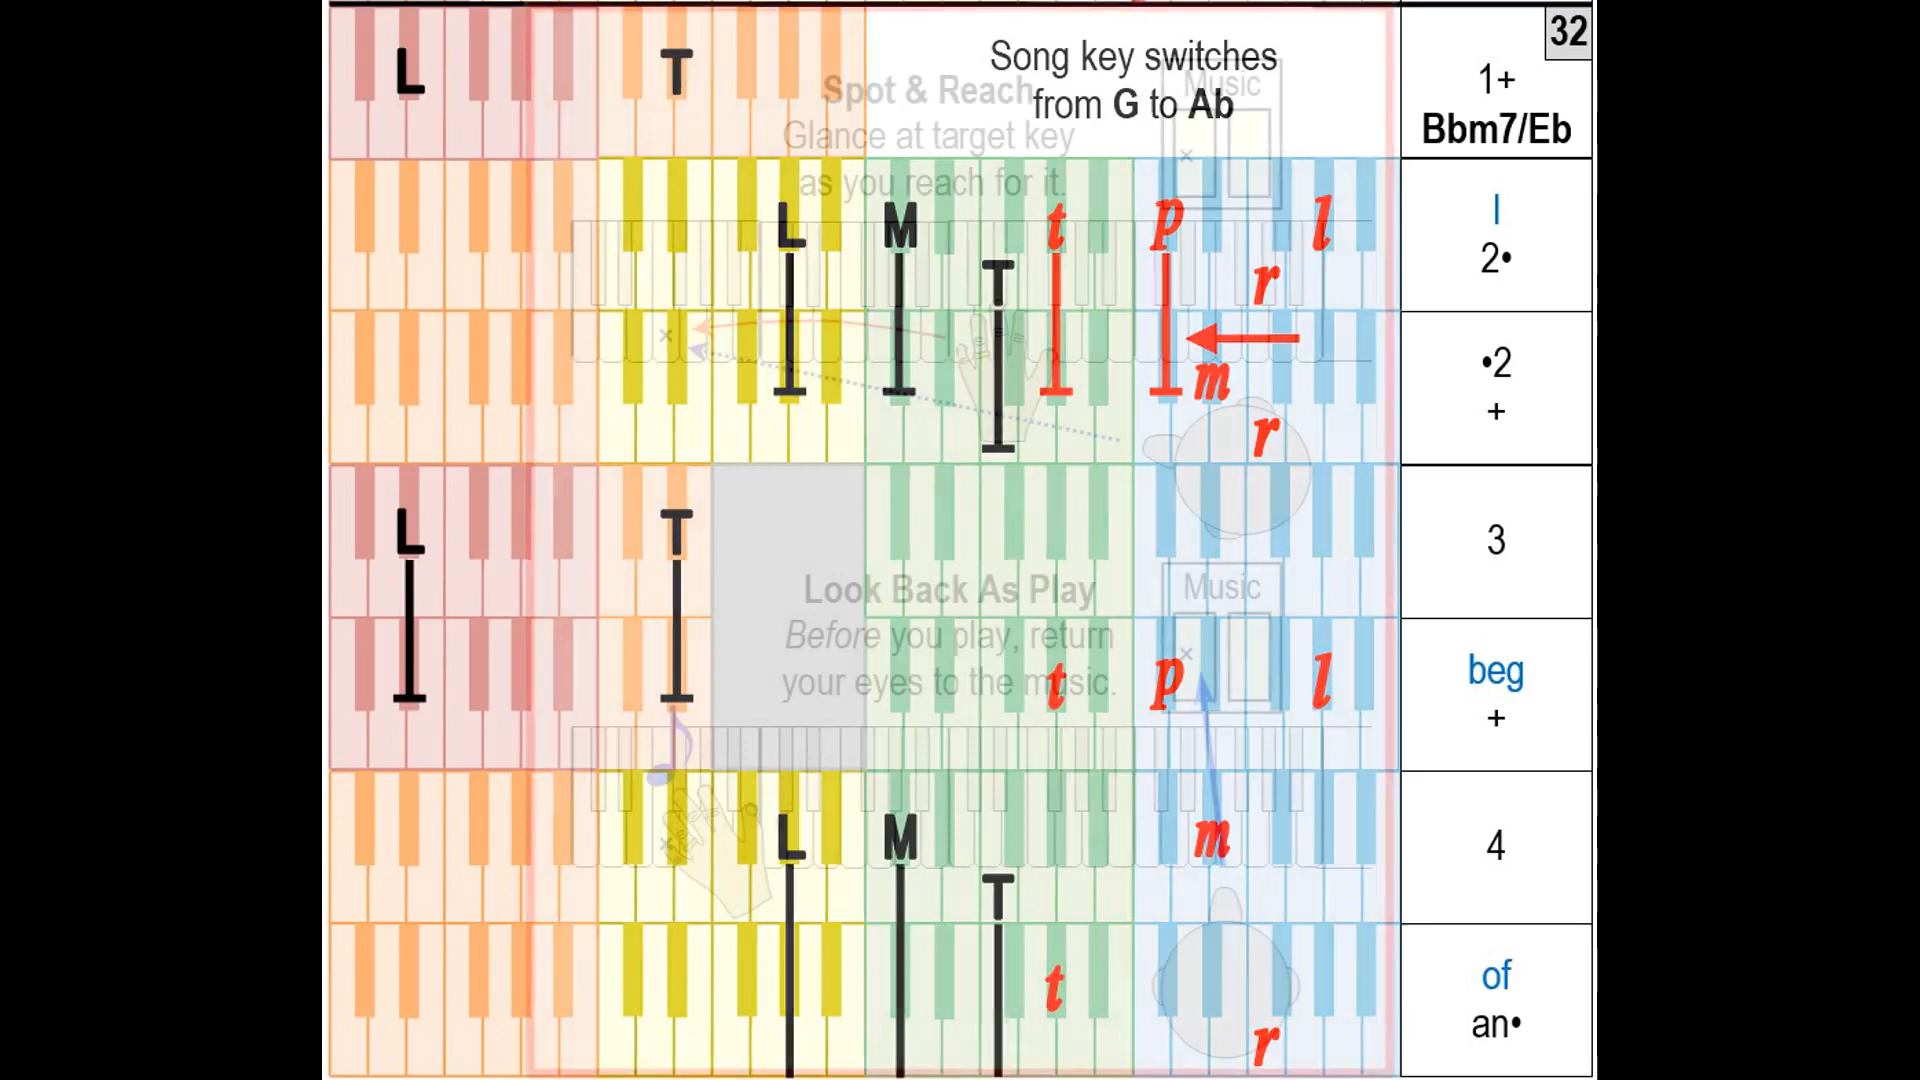 32
L T
Song key switches
from G to Ab
1+
Bbm7/Eb
Spot & Reach
Glance at target key
as you reach for it.
Music
L M T t p r l
I
2•
m r
•2
+
L T
3
Look Back As Play
Before you play, return
your eyes to the music.
Music
t p l
beg
+
L M T m
4
t r
of
an•